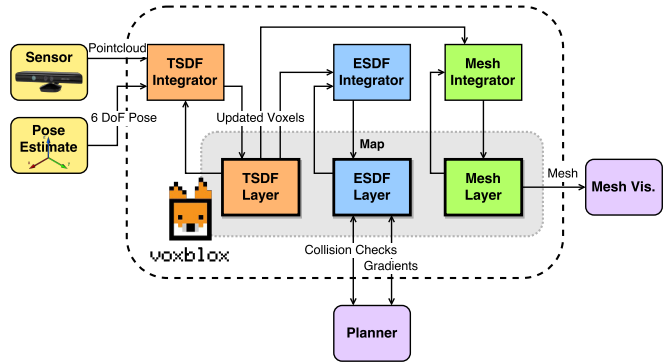 Sensor
Pointcloud
TSDF
Integrator
ESDF
Integrator
Mesh
Integrator
6 DoF Pose
Updated Voxels
Pose
Estimate
Map
TSDF
Layer
ESDF
Layer
Mesh
Layer
Mesh
Mesh Vis.
voxblox
Collision Checks
Gradients
Planner